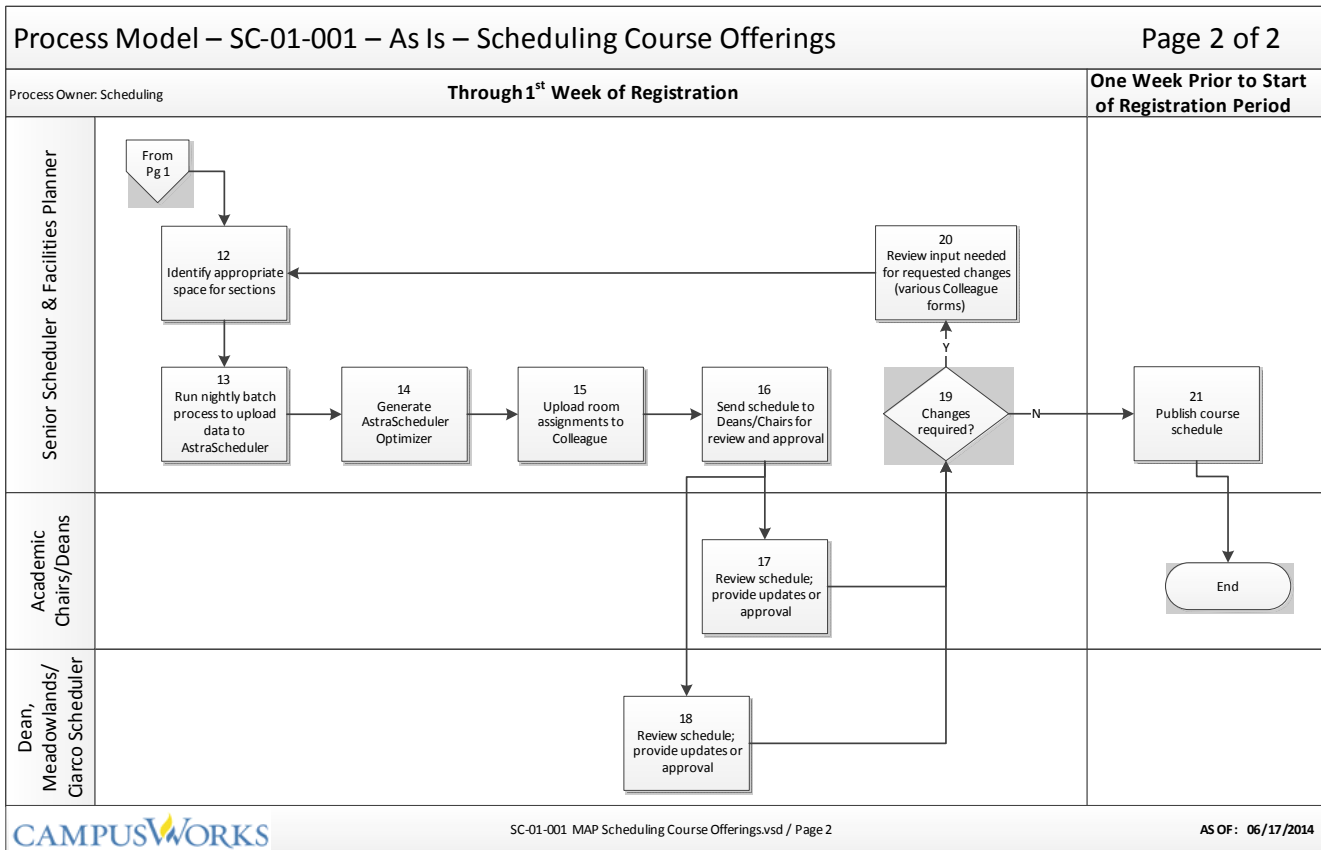 Process Model – SC-01-001 – As Is – Scheduling Course Offerings
Page 2 of 2
Process Owner: Scheduling
Through 1st Week of Registration
One Week Prior to Start
of Registration Period
Senior Scheduler & Facilities Planner
From
Pg 1
12
Identify appropriate
space for sections
20
Review input needed
for requested changes
(various Colleague
forms)
Y
13
Run nightly batch
process to upload
data to
AstraScheduler
14
Generate
AstraScheduler
Optimizer
15
Upload room
assignments to
Colleague
16
Send schedule to
Deans/Chairs for
review and approval
19
Changes
required?
N
21
Publish course
schedule
Academic
Chairs/Deans
17
Review schedule;
provide updates or
approval
End
Dean,
Meadowlands/
Ciarco Scheduler
18
Review schedule;
provide updates or
approval
CAMPUSWORKS
SC-01-001 MAP Scheduling Course Offerings.vsd / Page 2
AS OF: 06/17/2014